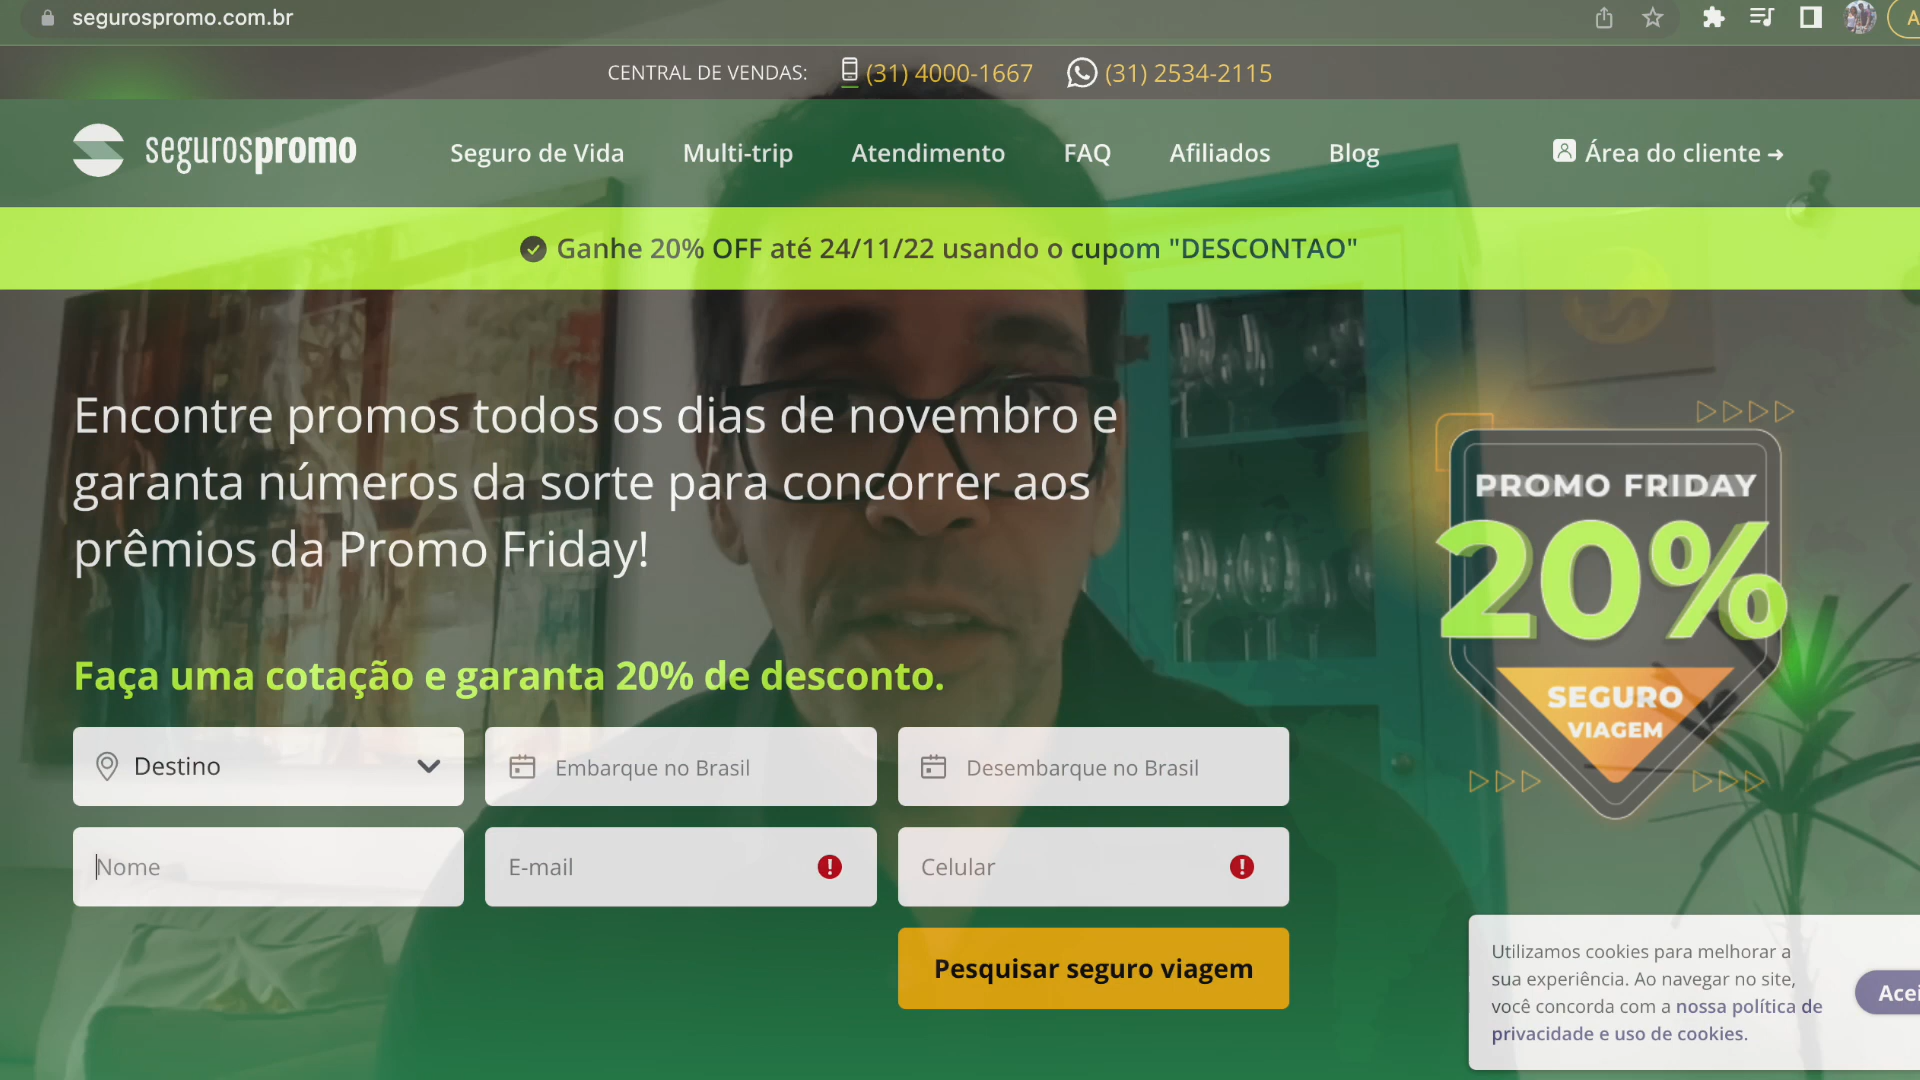 segurospromo.com.br
CENTRAL DE VENDAS: (31) 4000-1667 (31) 2534-2115
segurospromo Seguro de Vida Multi-trip Atendimento FAQ Afiliados Blog Área do cliente →
Ganhe 20% OFF até 24/11/22 usando o cupom "DESCONTAO"
Encontre promos todos os dias de novembro e
garanta números da sorte para concorrer aos
prêmios da Promo Friday!
PROMO FRIDAY
20%
SEGURO
VIAGEM
Faça uma cotação e garanta 20% de desconto.
Destino Embarque no Brasil Desembarque no Brasil
Nome E-mail Celular
Pesquisar seguro viagem
Utilizamos cookies para melhorar a
sua experiência. Ao navegar no site,
você concorda com a nossa política de
privacidade e uso de cookies.